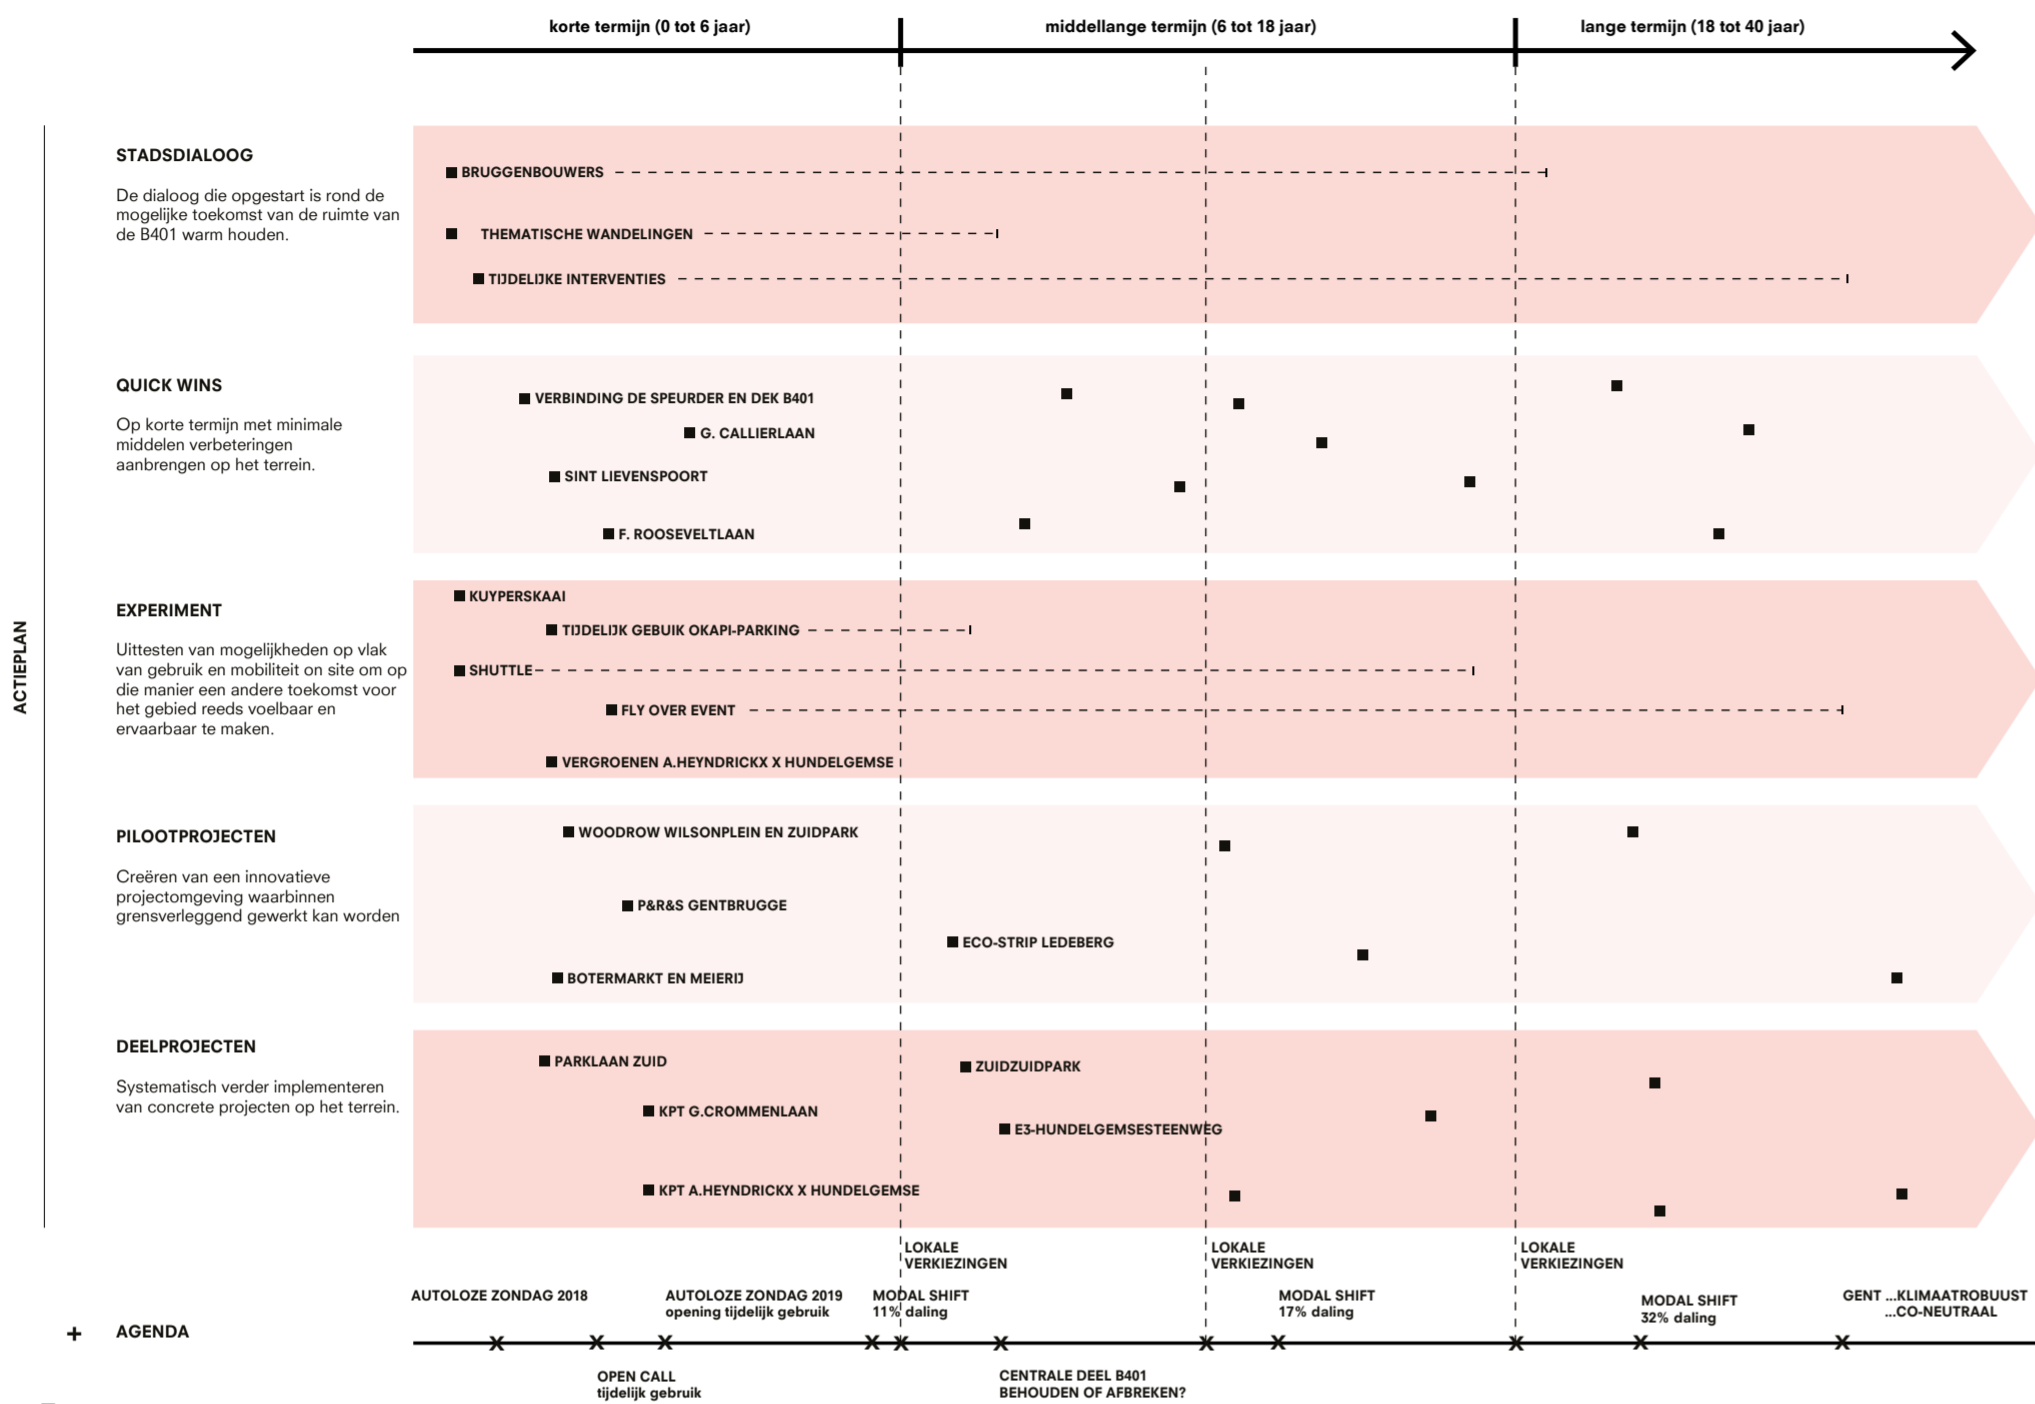 korte termijn (0 tot 6 jaar)
middellange termijn (6 tot 18 jaar)
lange termijn (18 tot 40 jaar)
ACTIEPLAN
STADSDIALOOG
De dialoog die opgestart is rond de
mogelijke toekomst van de ruimte van
de B401 warm houden.
BRUGGENBOUWERS
THEMATISCHE WANDELINGEN
TIJDELIJKE INTERVENTIES
QUICK WINS
Op korte termijn met minimale
middelen verbeteringen
aanbrengen op het terrein.
VERBINDING DE SPEURDER EN DEK B401
G. CALLIERLAAN
SINT LIEVENSPOORT
F. ROOSEVELTLAAN
EXPERIMENT
Uittesten van mogelijkheden op vlak
van gebruik en mobiliteit on site om op
die manier een andere toekomst voor
het gebied reeds voelbaar en
ervaarbaar te maken.
KUYPERSKAAI
TIJDELIJK GEBUIK OKAPI-PARKING
SHUTTLE
FLY OVER EVENT
VERGROENEN A.HEYNDRICKX X HUNDELGEMSE
PILOOTPROJECTEN
Creëren van een innovatieve
projectomgeving waarbinnen
grensverleggend gewerkt kan worden
WOODROW WILSONPLEIN EN ZUIDPARK
P&R&S GENTBRUGGE
ECO-STRIP LEDEBERG
BOTERMARKT EN MEIERIJ
DEELPROJECTEN
Systematisch verder implementeren
van concrete projecten op het terrein.
PARKLAAN ZUID
ZUIDZUIDPARK
KPT G.CROMMENLAAN
E3-HUNDELGEMSESTEENWEG
KPT A.HEYNDRICKX X HUNDELGEMSE
LOKALE
VERKIEZINGEN
LOKALE
VERKIEZINGEN
LOKALE
VERKIEZINGEN
+ AGENDA
AUTOLOZE ZONDAG 2018
AUTOLOZE ZONDAG 2019
opening tijdelijk gebruik
MODAL SHIFT
11% daling
MODAL SHIFT
17% daling
MODAL SHIFT
32% daling
GENT ...KLIMAATROBUUST
...CO-NEUTRAAL
OPEN CALL
tijdelijk gebruik
CENTRALE DEEL B401
BEHOUDEN OF AFBREKEN?